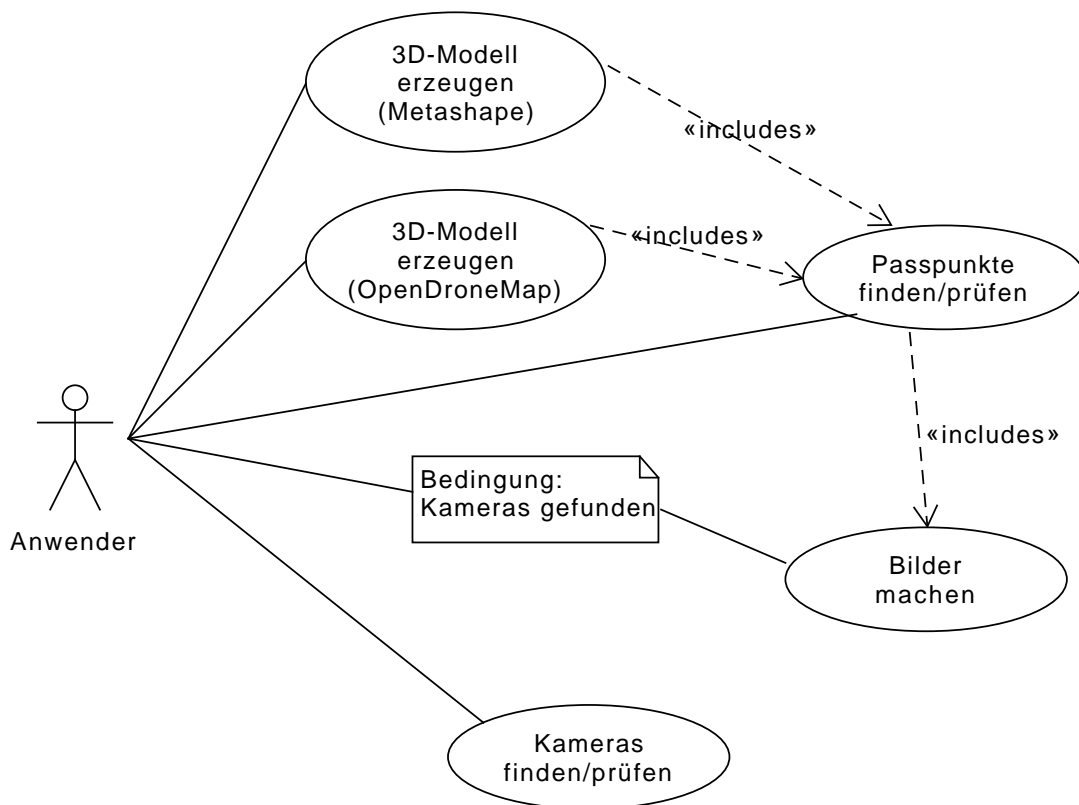 3D-Modell
erzeugen
(Metashape)
«includes»
3D-Modell
erzeugen
(OpenDroneMap)
«includes»
Passpunkte
finden/prüfen
«includes»
Bedingung:
Kameras gefunden
Anwender
Bilder
machen
Kameras
finden/prüfen